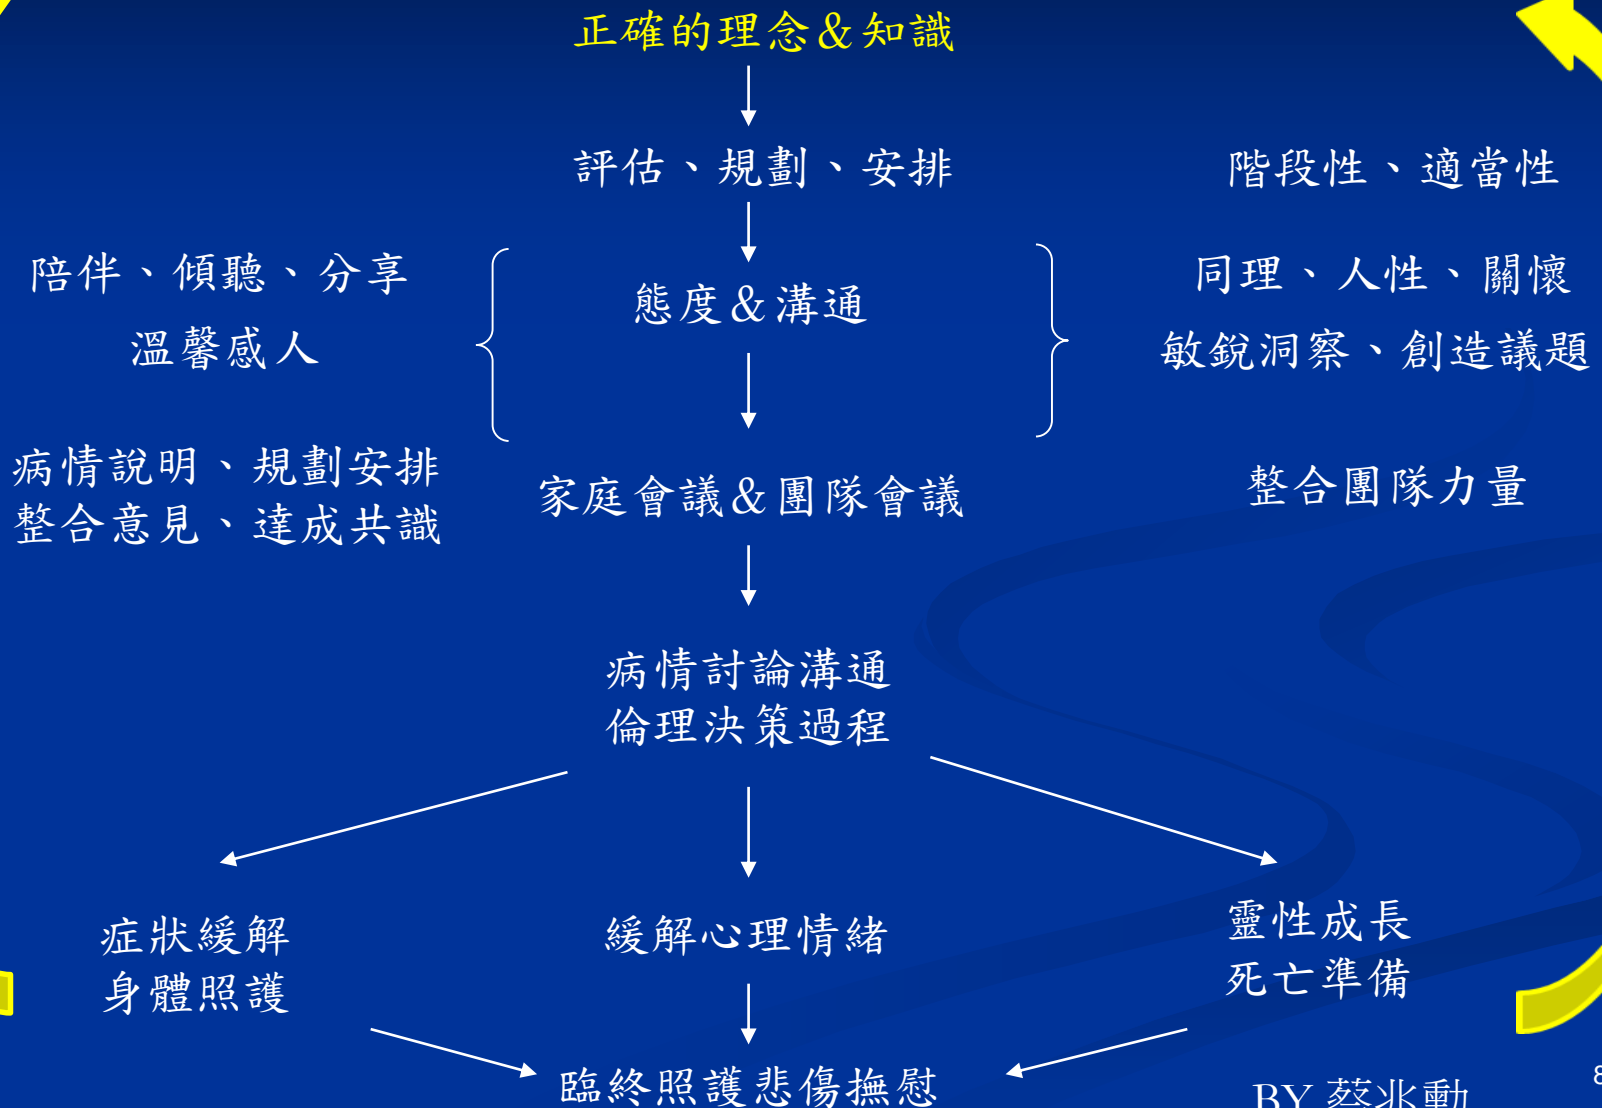 正確的理念&知識
評估、規劃、安排
階段性、適當性
陪伴、傾聽、分享
溫馨感人
態度&溝通
同理、人性、關懷
敏銳洞察、創造議題
病情說明、規劃安排
整合意見、達成共識
家庭會議&團隊會議
整合團隊力量
病情討論溝通
倫理決策過程
症狀緩解
身體照護
緩解心理情緒
靈性成長
死亡準備
臨終照護悲傷撫慰
BY 蔡兆勳
8